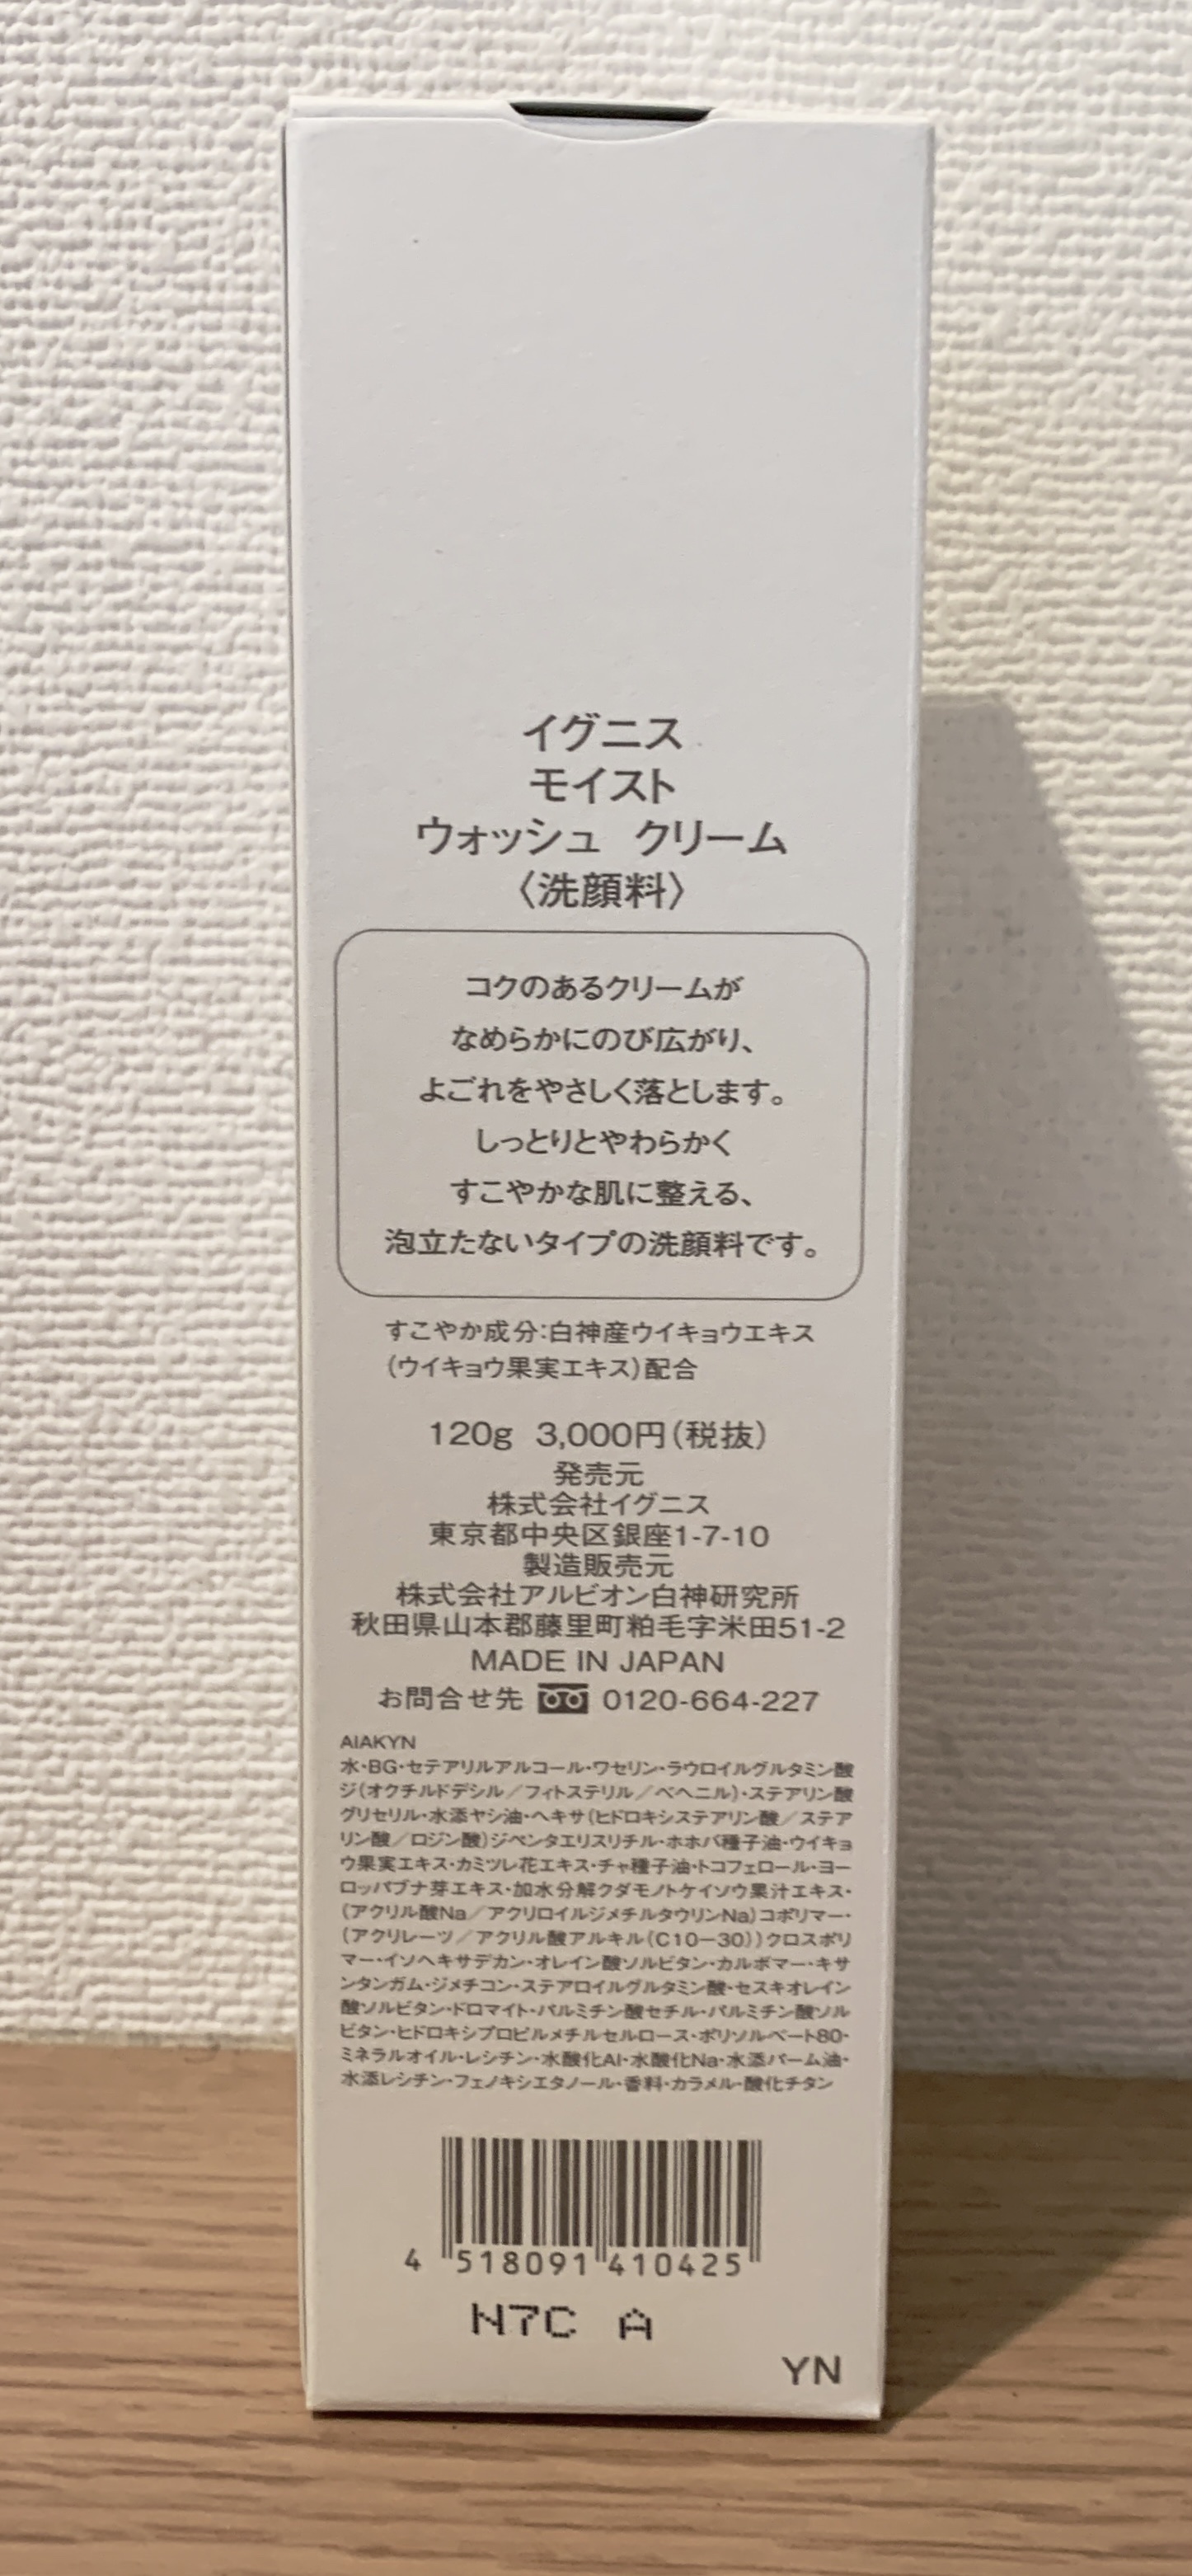 イグニス
モイスト
ウォッシュ クリーム
〈洗顔料〉
コクのあるクリームが
なめらかにのび広がり、
よごれをやさしく落とします。
しっとりとやわらかく
すこやかな肌に整える、
泡立たないタイプの洗顔料です。
すこやか成分:白神産ウイキョウエキス
(ウイキョウ果実エキス)配合
120g 3,000円(税抜)
発売元
株式会社イグニス
東京都中央区銀座1-7-10
製造販売元
株式会社アルビオン白神研究所
秋田県山本郡藤里町粕毛字米田51-2
MADE IN JAPAN
お問合せ先 0120-664-227
AIAKYN
水・BG・セテアリルアルコール・ワセリン・ラウロイルグルタミン酸
ジ(オクチルドデシル/フィトステリル/ベヘニル)・ステアリン酸
グリセリル・水添ヤシ油・ヘキサ(ヒドロキシステアリン酸/ステア
リン酸/ロジン酸)ジペンタエリスリチル・ホホバ種子油・ウイキョ
ウ果実エキス・カミツレ花エキス・チャ種子油・トコフェロール・ヨー
ロッパブナ芽エキス・加水分解クダモノトケイソウ果汁エキス・
(アクリル酸Na/アクリロイルジメチルタウリンNa)コポリマー・
(アクリレーツ/アクリル酸アルキル(C10-30))クロスポリ
マー・イソヘキサデカン・オレイン酸ソルビタン・カルボマー・キサ
ンタンガム・ジメチコン・ステアロイルグルタミン酸・セスキオレイン
酸ソルビタン・ドロマイト・パルミチン酸セチル・パルミチン酸ソル
ビタン・ヒドロキシプロピルメチルセルロース・ポリソルベート80・
ミネラルオイル・レシチン・水酸化Al・水酸化Na・水添パーム油・
水添レシチン・フェノキシエタノール・香料・カラメル・酸化チタン
4 518091 410425
N7C A
YN